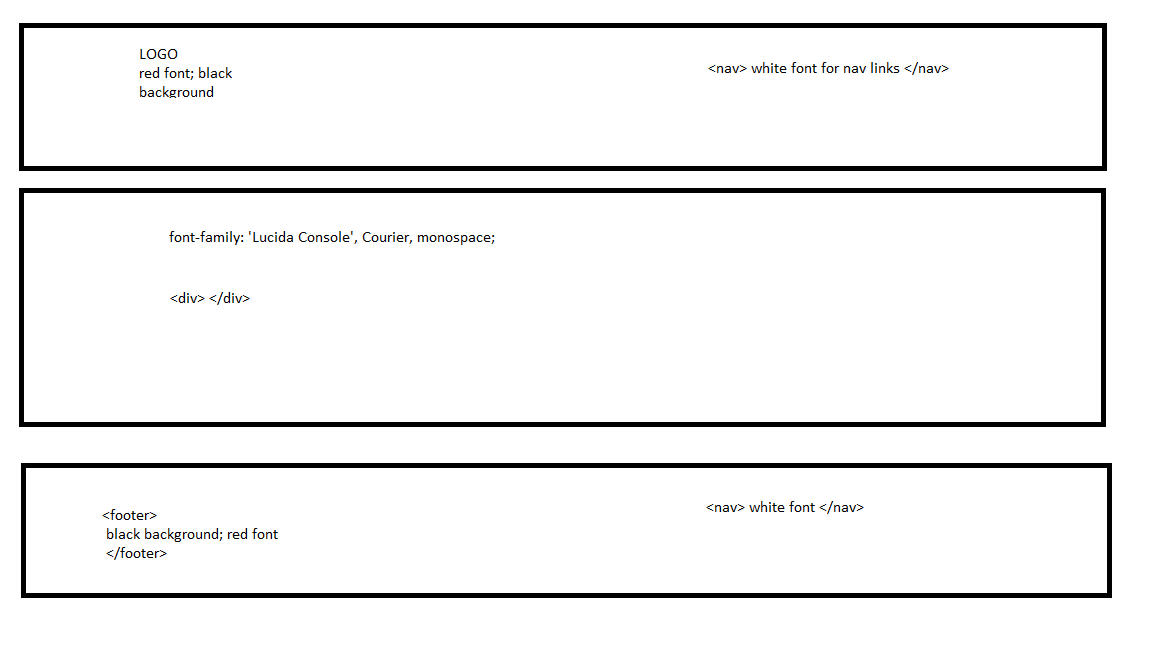 LOGO
red font; black
background
<nav> white font for nav links </nav>
font-family: 'Lucida Console', Courier, monospace;
<div> </div>
<footer>
black background; red font
</footer>
<nav> white font </nav>